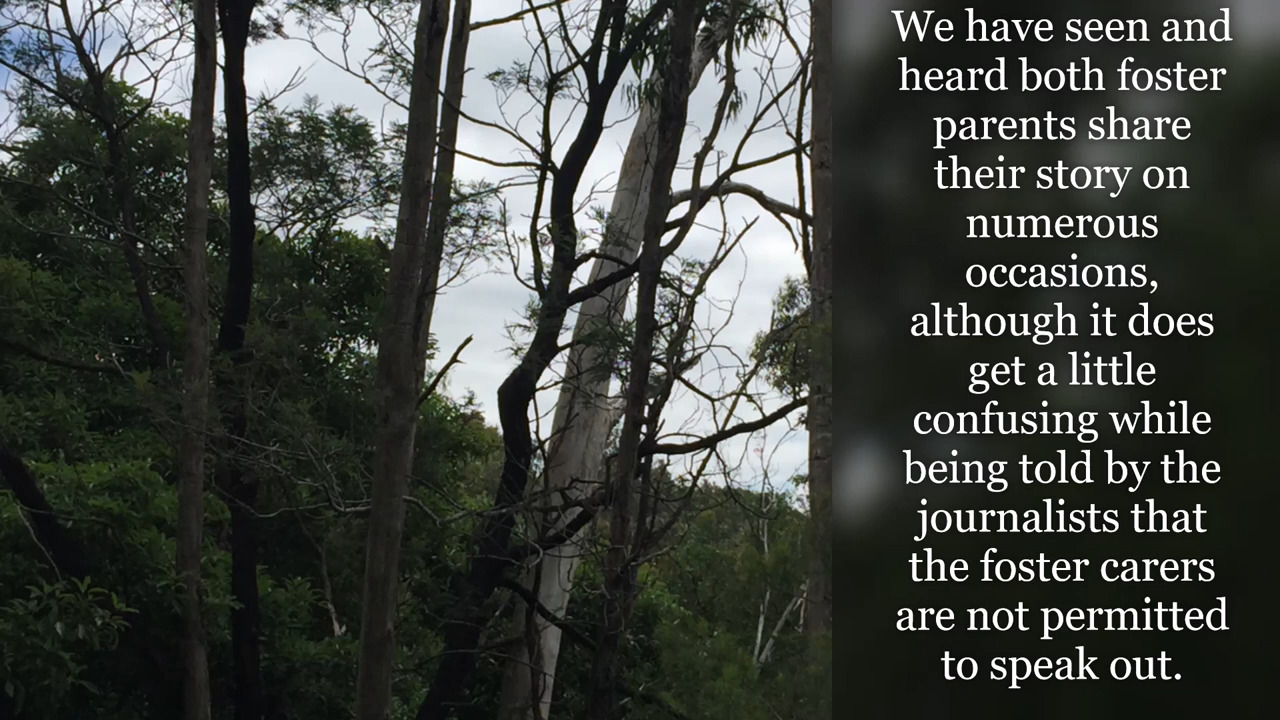 We have seen and
heard both foster
parents share
their story on
numerous
occasions,
although it does
get a little
confusing while
being told by the
journalists that
the foster carers
are not permitted
to speak out.